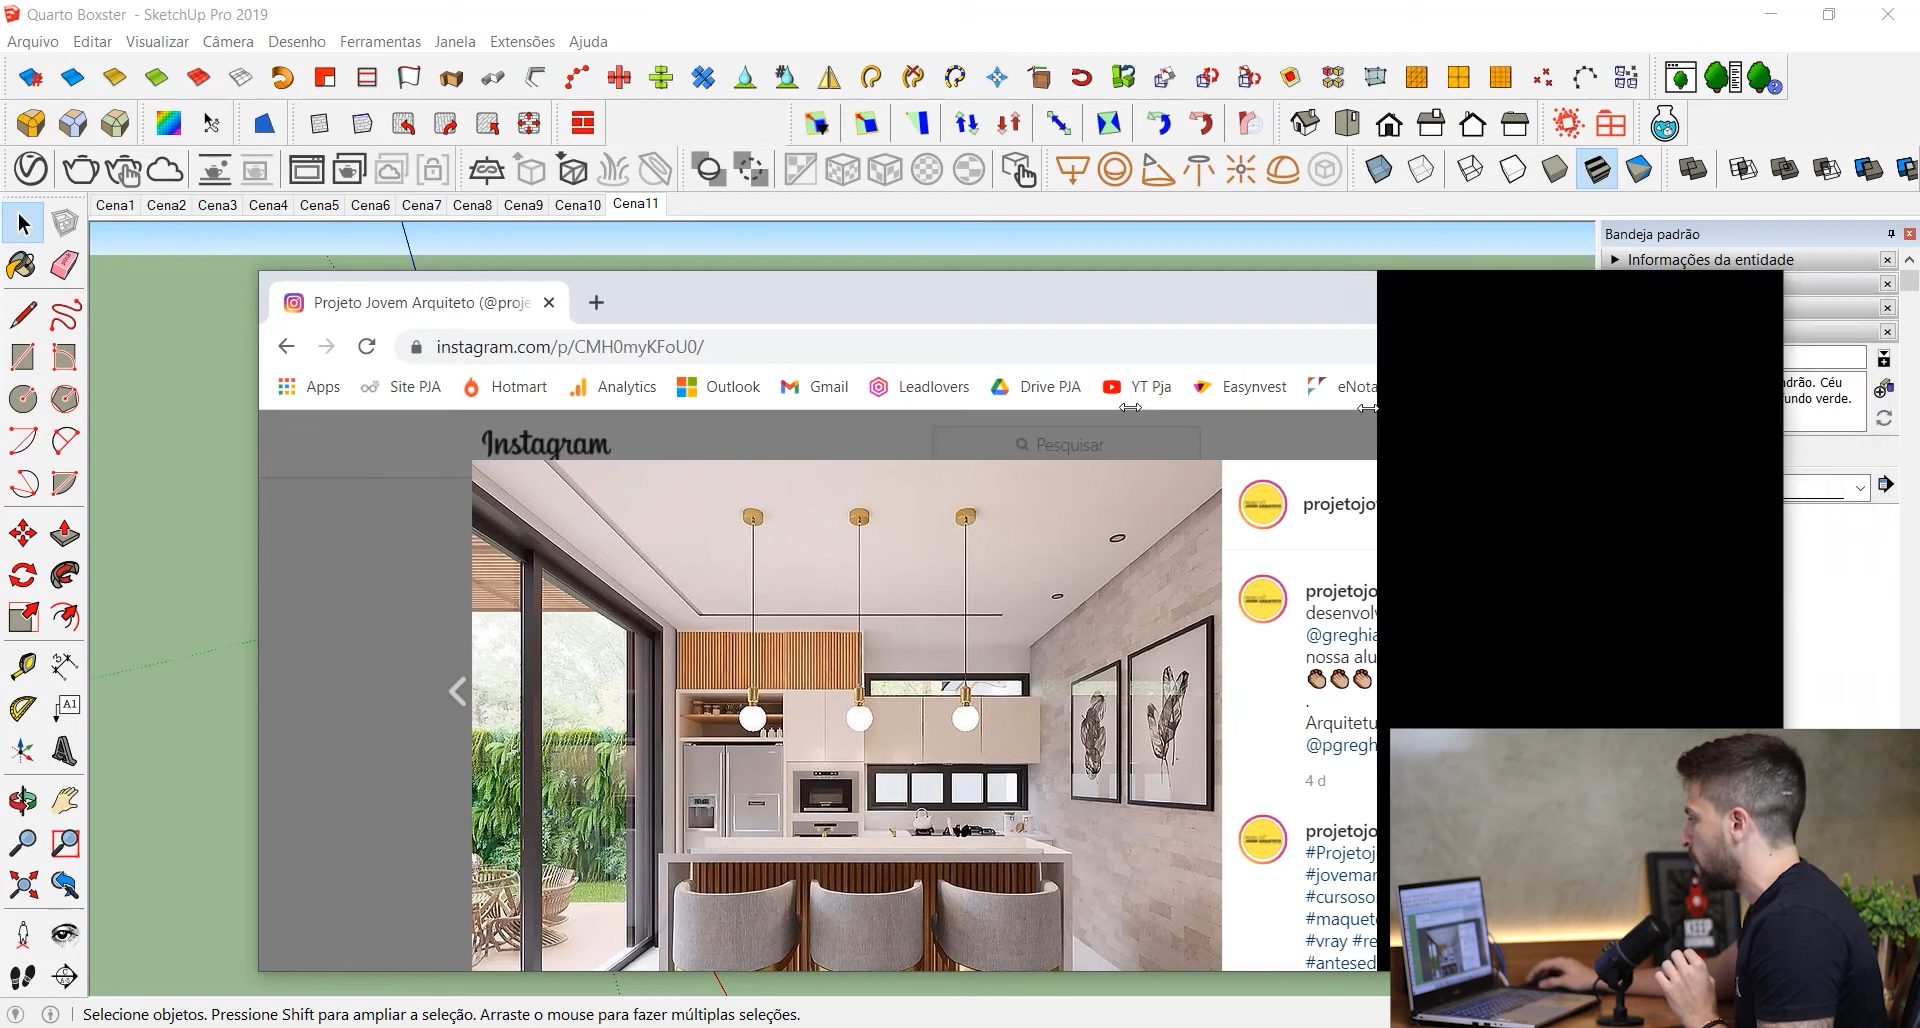 Quarto Boxster - SketchUp Pro 2019
Arquivo Editar Visualizar Câmera Desenho Ferramentas Janela Extensões Ajuda
Cena1 Cena2 Cena3 Cena4 Cena5 Cena6 Cena7 Cena8 Cena9 Cena10 Cena11
Bandeja padrão
Informações da entidade
Projeto Jovem Arquiteto (@proje
instagram.com/p/CMH0myKFoU0/
Apps Site PJA Hotmart Analytics Outlook Gmail Leadlovers Drive PJA YT Pja Easynvest eNota
adrão. Céu
undo verde.
Instagram
Pesquisar
projetojo
projetojo
desenvolv
@greghia
nossa alu
.
Arquitetu
@pgregh
4 d
projetojo
#Projetoj
#jovemar
#cursoso
#maquet
#vray #re
#antesed
A1
KEEP
Selecione objetos. Pressione Shift para ampliar a seleção. Arraste o mouse para fazer múltiplas seleções.